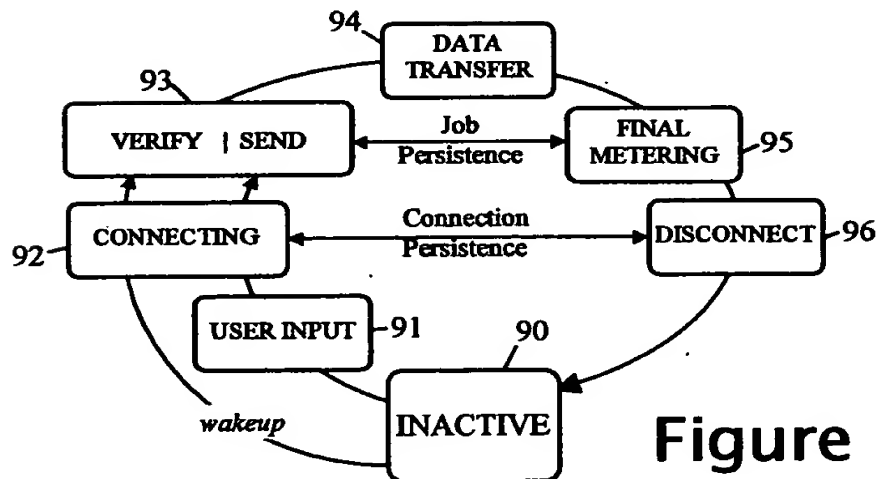 94
DATA
TRANSFER
93
VERIFY | SEND
Job
Persistence
FINAL
METERING
95
92
CONNECTING
Connection
Persistence
DISCONNECT
96
USER INPUT
91
90
INACTIVE
wakeup
Figure